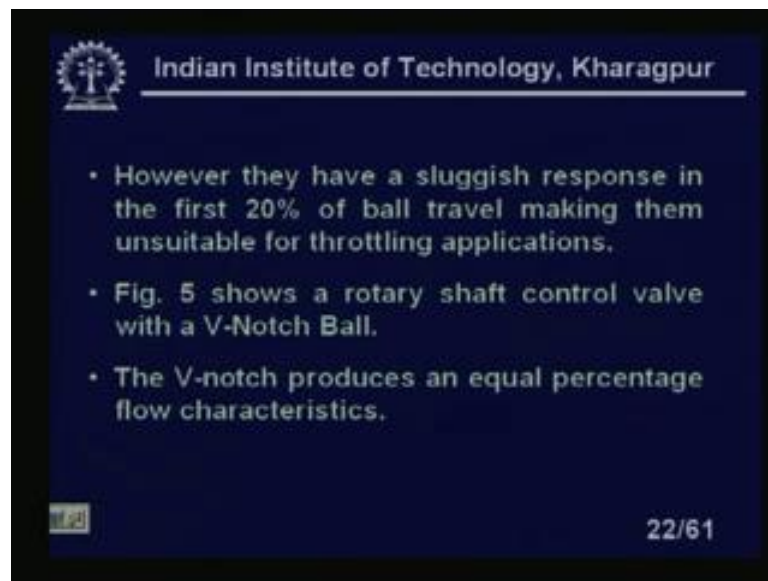 Indian Institute of Technology, Kharagpur
• However they have a sluggish response in
the first 20% of ball travel making them
unsuitable for throttling applications.
• Fig. 5 shows a rotary shaft control valve
with a V-Notch Ball.
• The V-notch produces an equal percentage
flow characteristics.
22/61